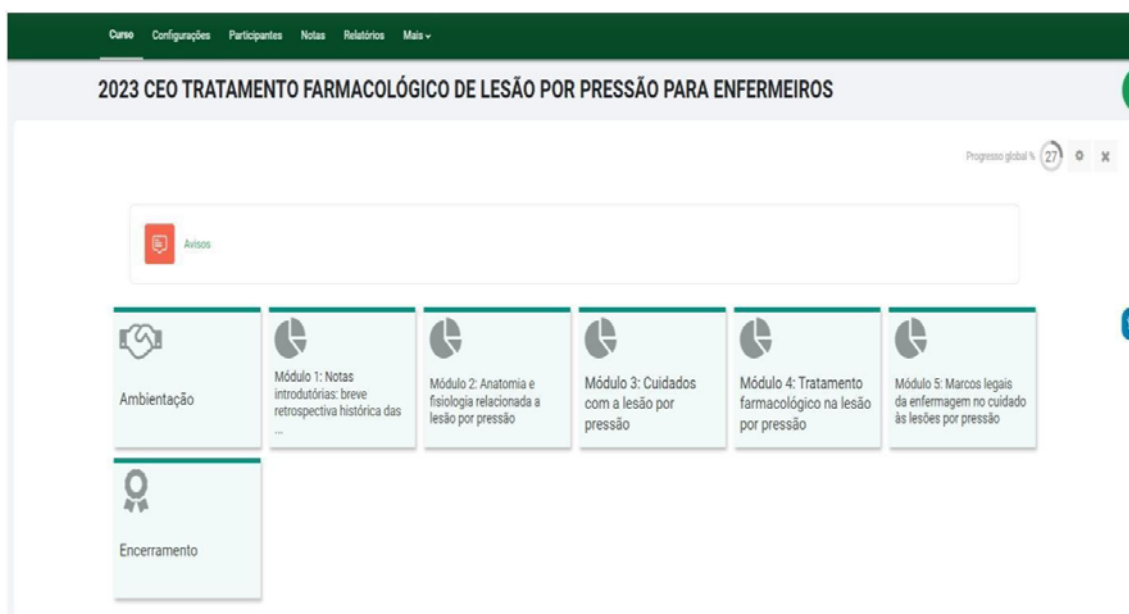 Curso Configurações Participantes Notas Relatórios Mais
2023 CEO TRATAMENTO FARMACOLÓGICO DE LESÃO POR PRESSÃO PARA ENFERMEIROS
Progresso global % 27
Avisos
Ambientação
Módulo 1: Notas
introdutórias: breve
retrospectiva histórica das
...
Módulo 2: Anatomia e
fisiologia relacionada a
lesão por pressão
Módulo 3: Cuidados
com a lesão por
pressão
Módulo 4: Tratamento
farmacológico na lesão
por pressão
Módulo 5: Marcos legais
da enfermagem no cuidado
às lesões por pressão
Encerramento